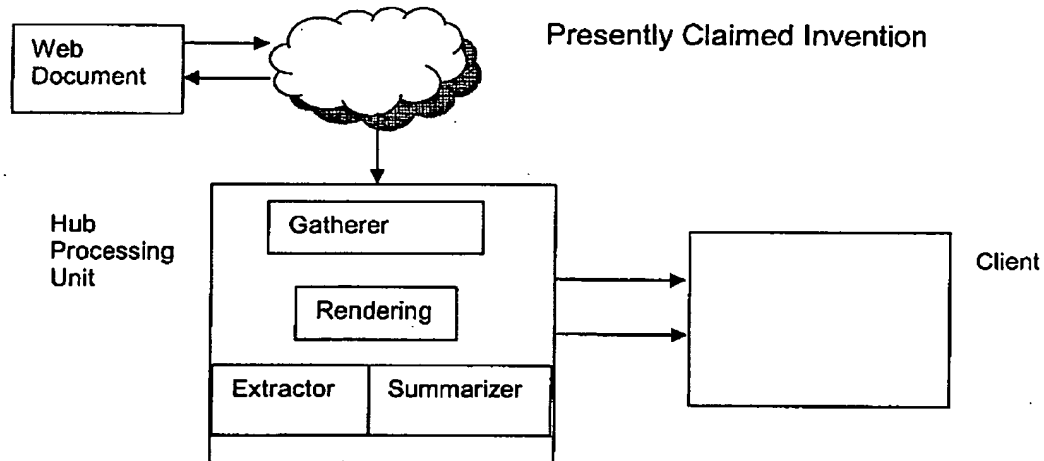 Web
Document
Presently Claimed Invention
Hub
Processing
Unit
Gatherer
Rendering
Extractor
Summarizer
Client